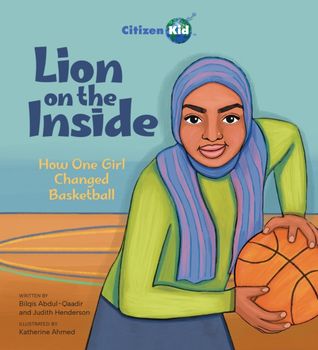 Citizen Kid
Lion
on the
Inside
How One Girl
Changed
Basketball
WRITTEN BY
Bilqis Abdul-Qaadir
and Judith Henderson
ILLUSTRATED BY
Katherine Ahmed